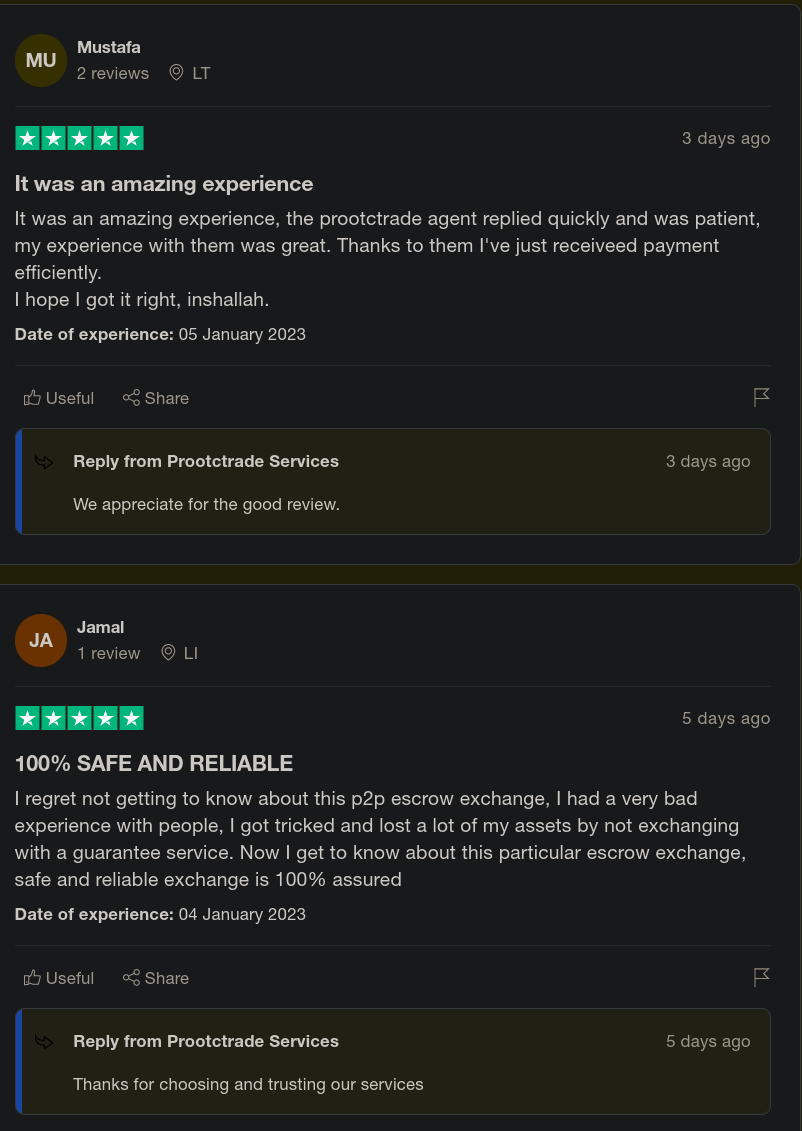 MU
Mustafa
2 reviews LT
3 days ago
It was an amazing experience
It was an amazing experience, the prootctrade agent replied quickly and was patient,
my experience with them was great. Thanks to them I've just receiveed payment
efficiently.
I hope I got it right, inshallah.
Date of experience: 05 January 2023
Useful Share
Reply from Prootctrade Services 3 days ago
We appreciate for the good review.
JA
Jamal
1 review LI
5 days ago
100% SAFE AND RELIABLE
I regret not getting to know about this p2p escrow exchange, I had a very bad
experience with people, I got tricked and lost a lot of my assets by not exchanging
with a guarantee service. Now I get to know about this particular escrow exchange,
safe and reliable exchange is 100% assured
Date of experience: 04 January 2023
Useful Share
Reply from Prootctrade Services 5 days ago
Thanks for choosing and trusting our services